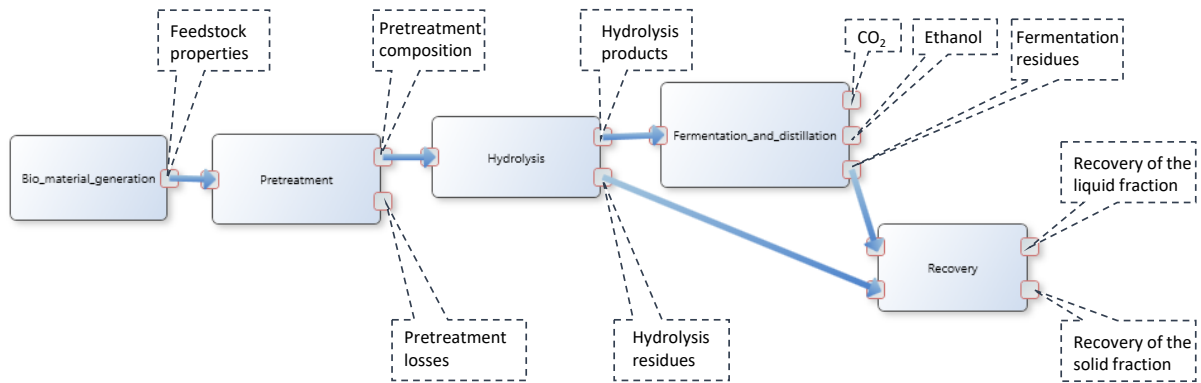 Feedstock
properties
Pretreatment
composition
Hydrolysis
products
CO₂
Ethanol
Fermentation
residues
Bio_material_generation
Pretreatment
Hydrolysis
Fermentation_and_distillation
Recovery of the
liquid fraction
Recovery
Pretreatment
losses
Hydrolysis
residues
Recovery of the
solid fraction